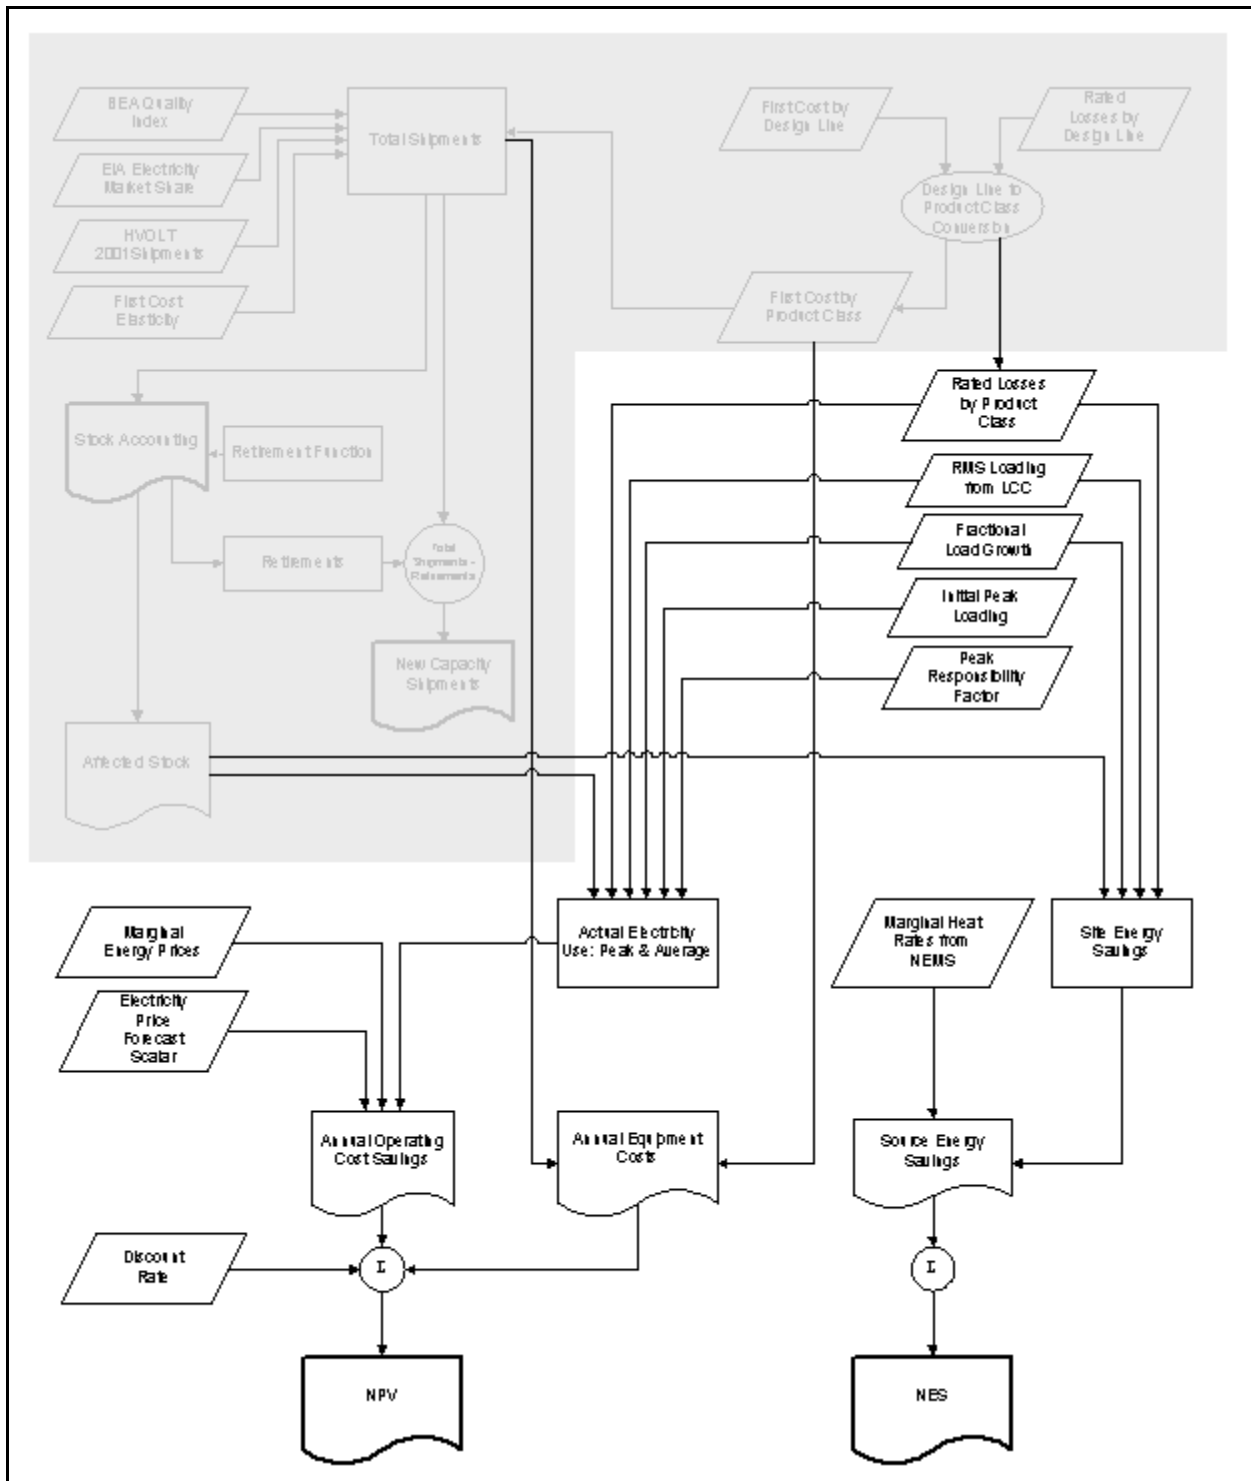 BEA Quality
Index
EIA Electricity
Market Share
HVOLT
2001 Shipments
First Cost
Elasticity
Total Shipments
First Cost by
Design Line
Rated
Losses by
Design Line
Design Line to
Product Class
Conversion
First Cost by
Product Class
Stock Accounting
Retirement Function
Retirements
Total
Shipments -
Retirements
New Capacity
Shipments
Affected Stock
Rated Losses
by Product
Class
RMS Loading
from LCC
Fractional
Load Growth
Initial Peak
Loading
Peak
Responsibility
Factor
Marginal
Energy Prices
Electricity
Price
Forecast
Scalar
Actual Electricity
Use: Peak & Average
Marginal Heat
Rates from
NEMS
Site Energy
Savings
Annual Operating
Cost Savings
Annual Equipment
Costs
Source Energy
Savings
Discount
Rate
Σ
Σ
NPV
NES